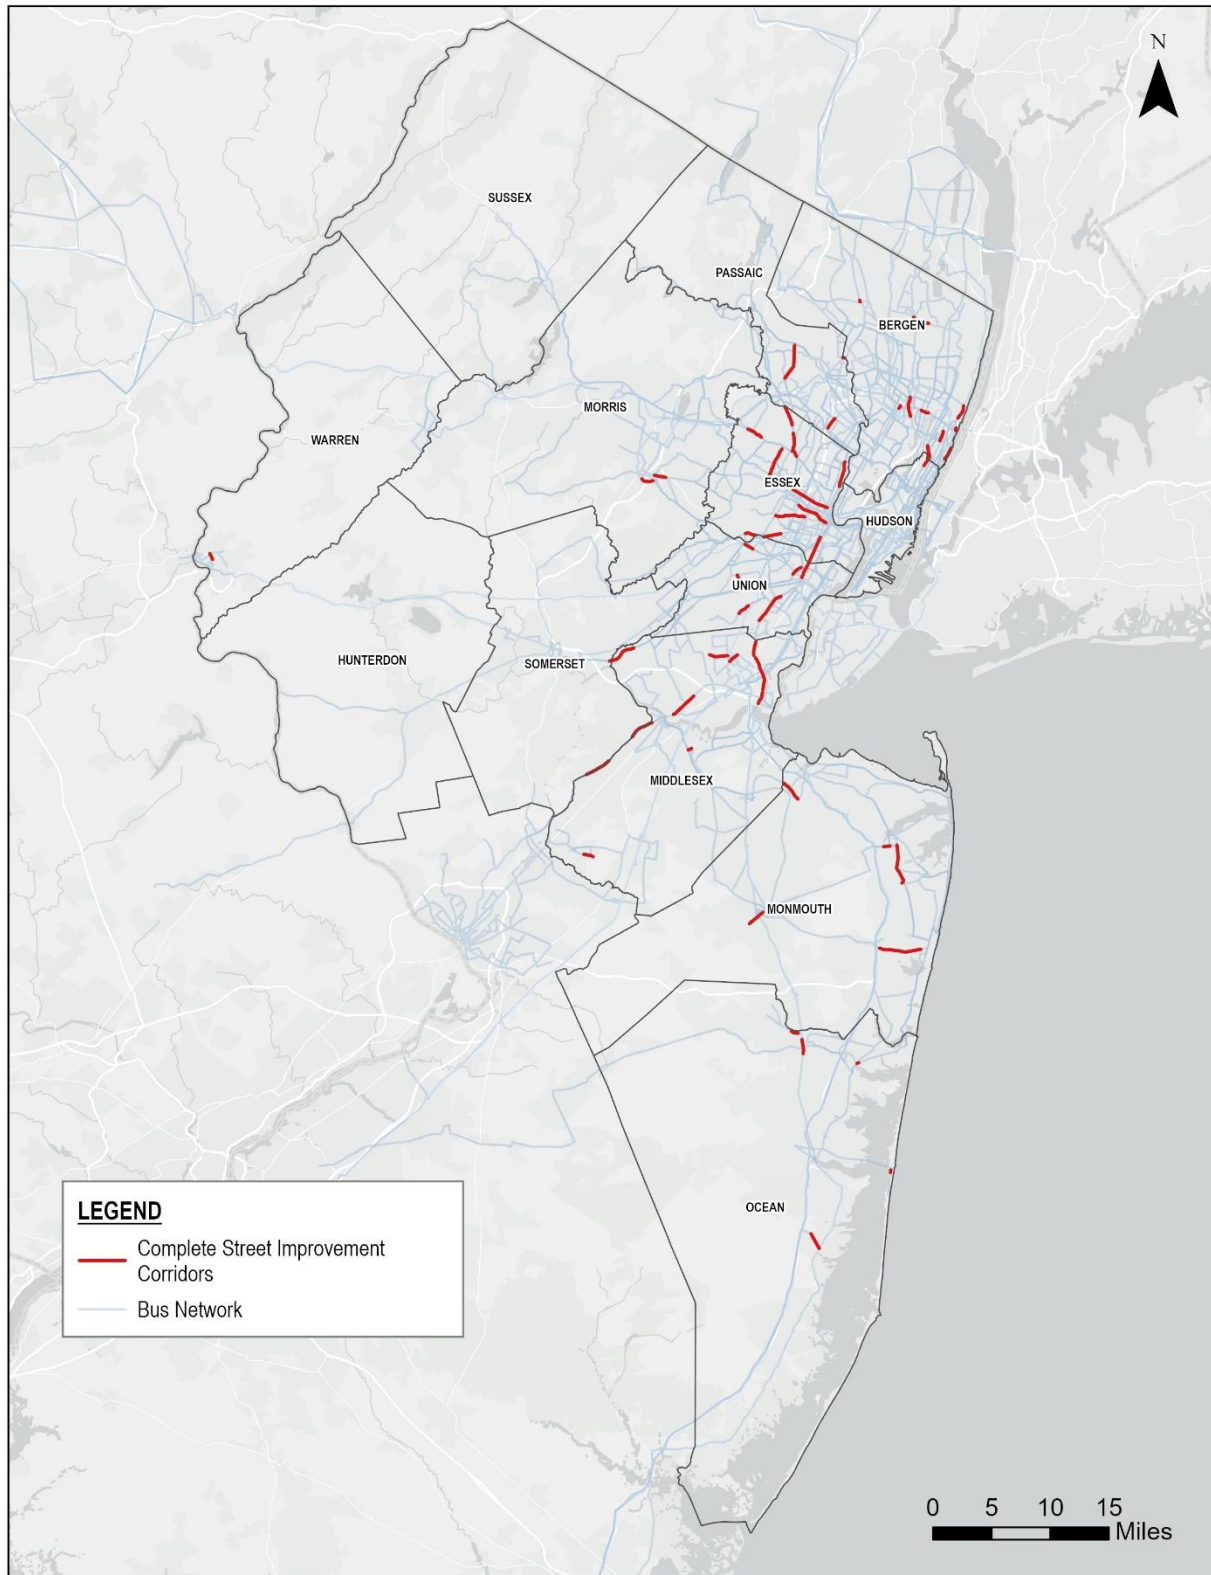 N
SUSSEX
PASSAIC
BERGEN
MORRIS
WARREN
ESSEX
HUDSON
UNION
HUNTERDON
SOMERSET
MIDDLESEX
MONMOUTH
OCEAN
LEGEND
Complete Street Improvement
Corridors
Bus Network
0 5 10 15
Miles